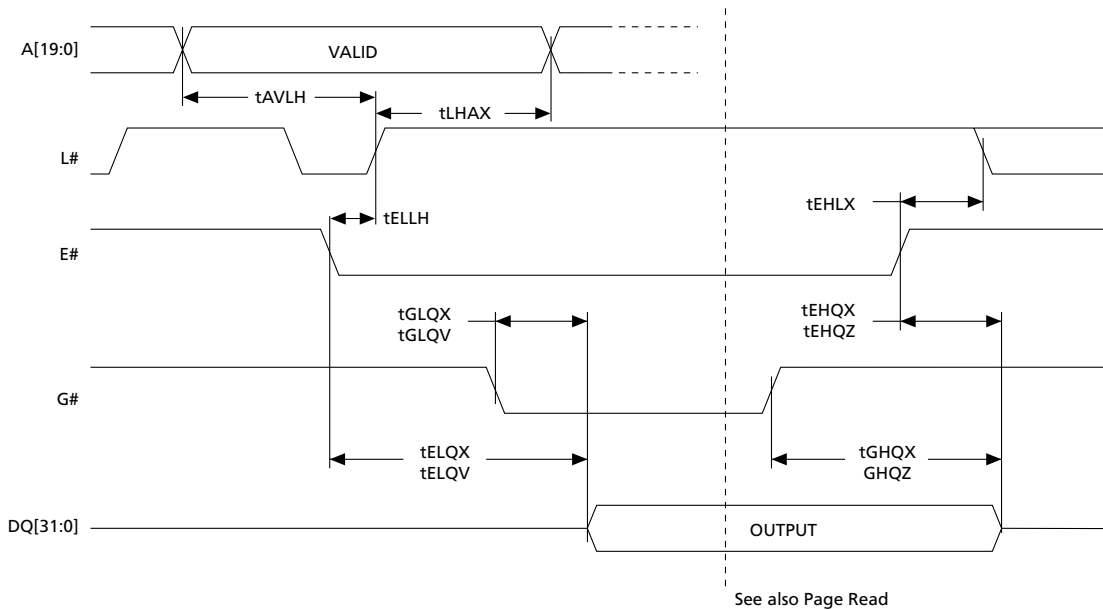 A[19:0]
VALID
tAVLH
tLHAX
L#
tEHLX
tELLH
E#
tGLQX
tGLQV
tEHQX
tEHQZ
G#
tELQX
tELQV
tGHQX
GHQZ
DQ[31:0]
OUTPUT
See also Page Read